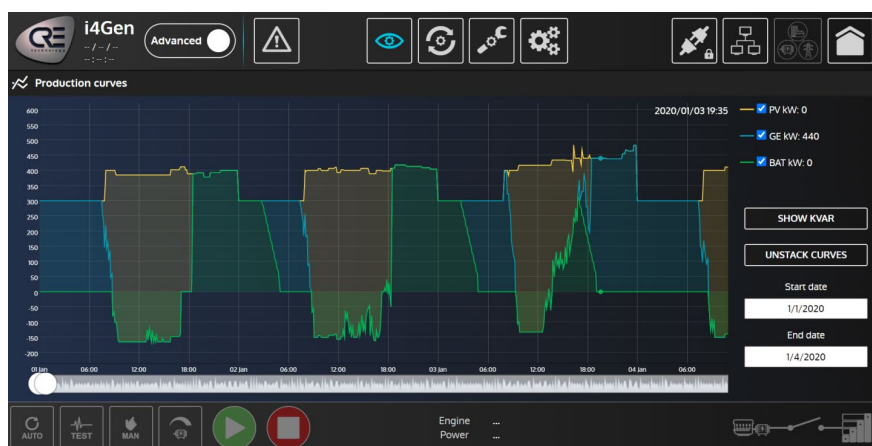 CRE
TECHNOLOGY
i4Gen
-- / -- / --
-- : -- : --
Advanced
Production curves
2020/01/03 19:35
600
550
500
450
400
350
300
250
200
150
100
50
0
-50
-100
-150
-200
01 Jan
06:00
12:00
18:00
02 Jan
06:00
12:00
18:00
03 Jan
06:00
12:00
18:00
04 Jan
06:00
PV kW: 0
GE kW: 440
BAT kW: 0
SHOW KVAR
UNSTACK CURVES
Start date
1/1/2020
End date
1/4/2020
AUTO
TEST
MAN
Engine ...
Power ...